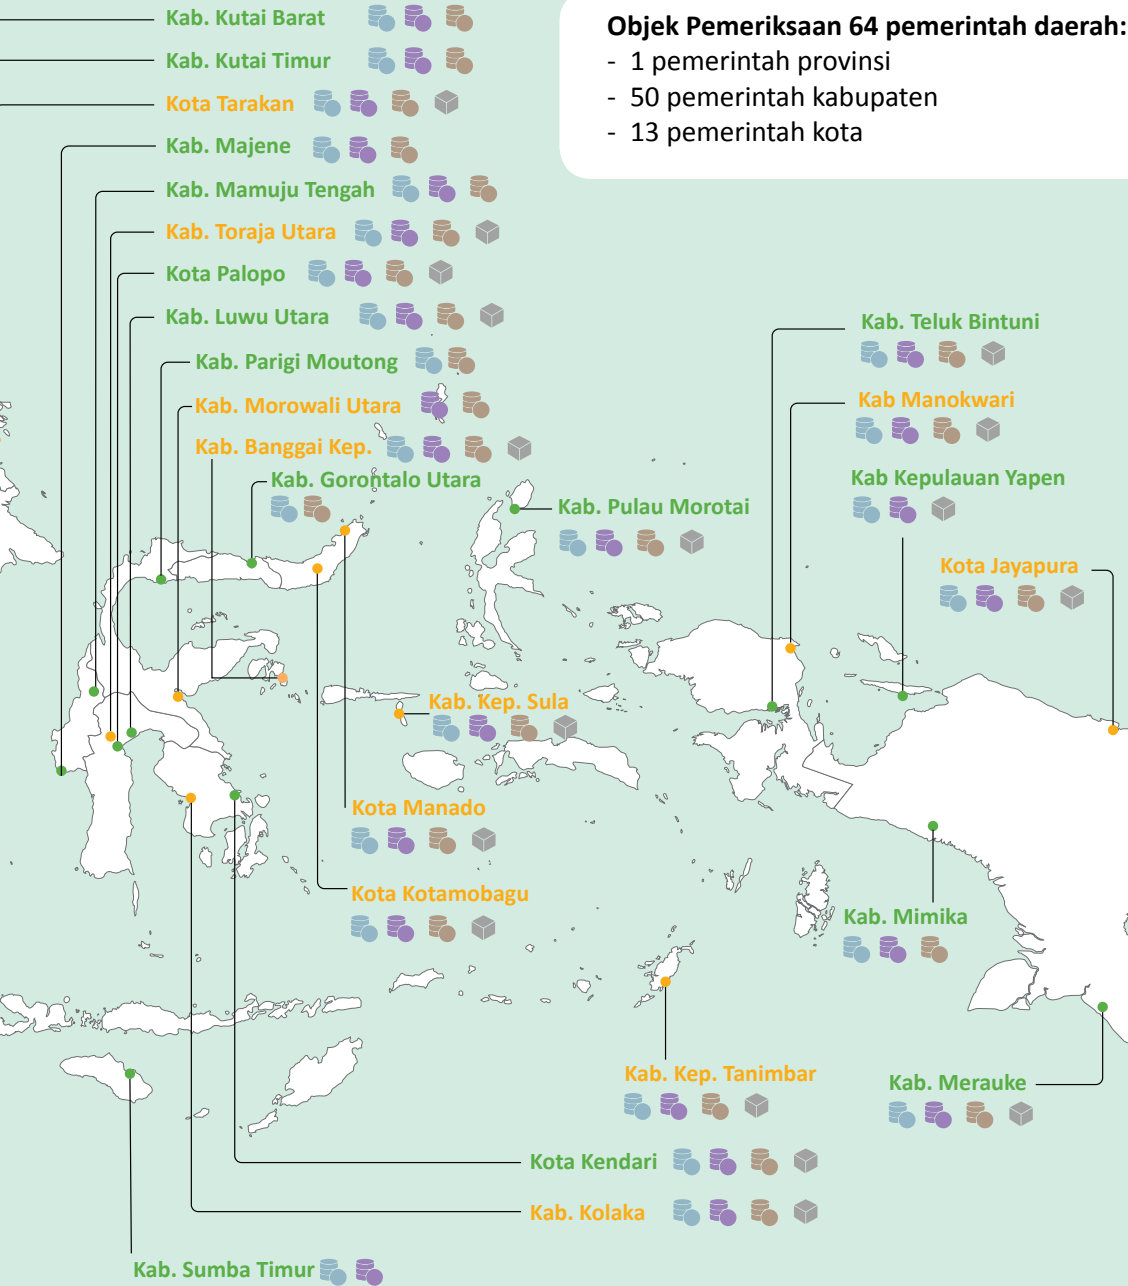 Kab. Kutai Barat
Kab. Kutai Timur
Kota Tarakan
Kab. Majene
Kab. Mamuju Tengah
Kab. Toraja Utara
Kota Palopo
Kab. Luwu Utara
Kab. Parigi Moutong
Kab. Morowali Utara
Kab. Banggai Kep.
Kab. Gorontalo Utara
Objek Pemeriksaan 64 pemerintah daerah:
- 1 pemerintah provinsi
- 50 pemerintah kabupaten
- 13 pemerintah kota
Kab. Pulau Morotai
Kab. Teluk Bintuni
Kab Manokwari
Kab Kepulauan Yapen
Kota Jayapura
Kab. Kep. Sula
Kota Manado
Kota Kotamobagu
Kab. Mimika
Kab. Kep. Tanimbar
Kab. Merauke
Kota Kendari
Kab. Kolaka
Kab. Sumba Timur